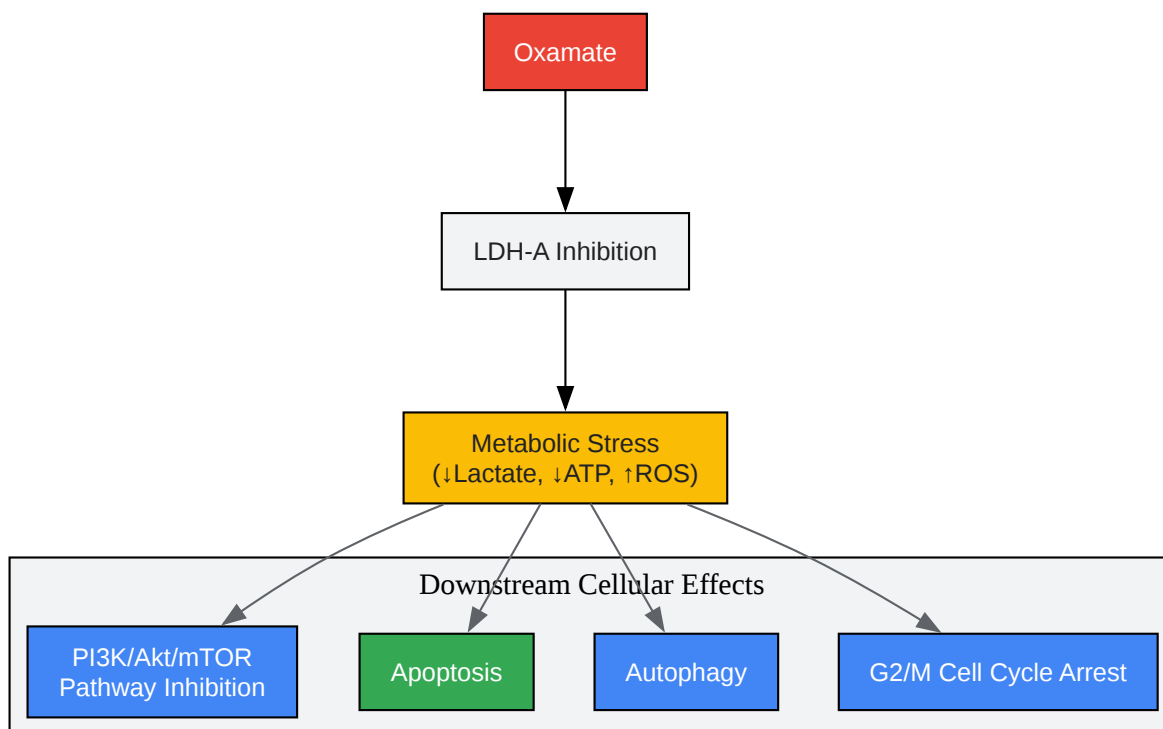 Oxamate
LDH-A Inhibition
Metabolic Stress
(↓Lactate, ↓ATP, ↑ROS)
Downstream Cellular Effects
PI3K/Akt/mTOR
Pathway Inhibition
Apoptosis
Autophagy
G2/M Cell Cycle Arrest